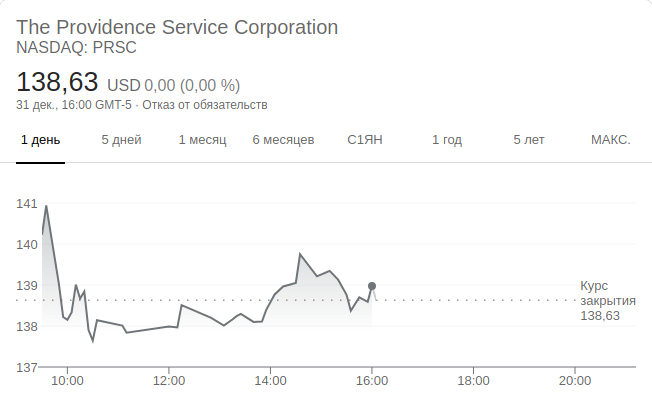 The Providence Service Corporation
NASDAQ: PRSC
138,63 USD 0,00 (0,00 %)
31 дек., 16:00 GMT-5 · Отказ от обязательств
1 день 5 дней 1 месяц 6 месяцев С1ЯН 1 год 5 лет МАКС.
141
140
139
138
137
Курс
закрытия
138,63
10:00 12:00 14:00 16:00 18:00 20:00